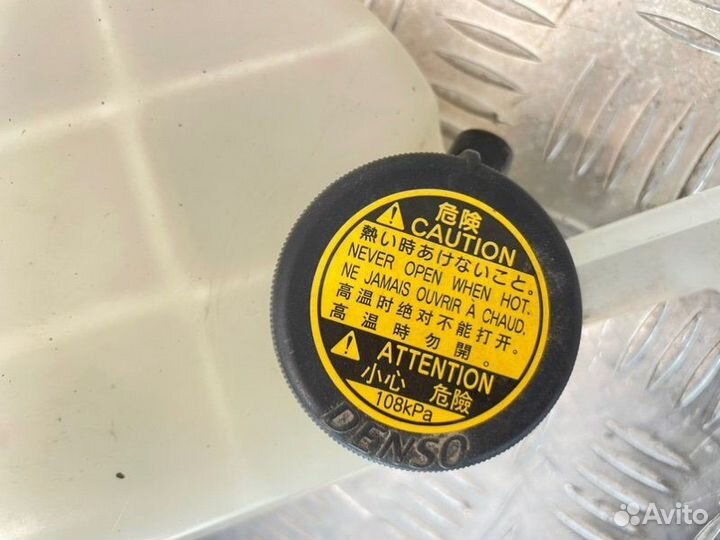 危険
CAUTION
熱い時あけないこと。
NEVER OPEN WHEN HOT.
NE JAMAIS OUVRIR À CHAUD.
高温时绝对不能打开。
高温時勿開。
ATTENTION
小心 危險
108kPa
DENSO
Avito